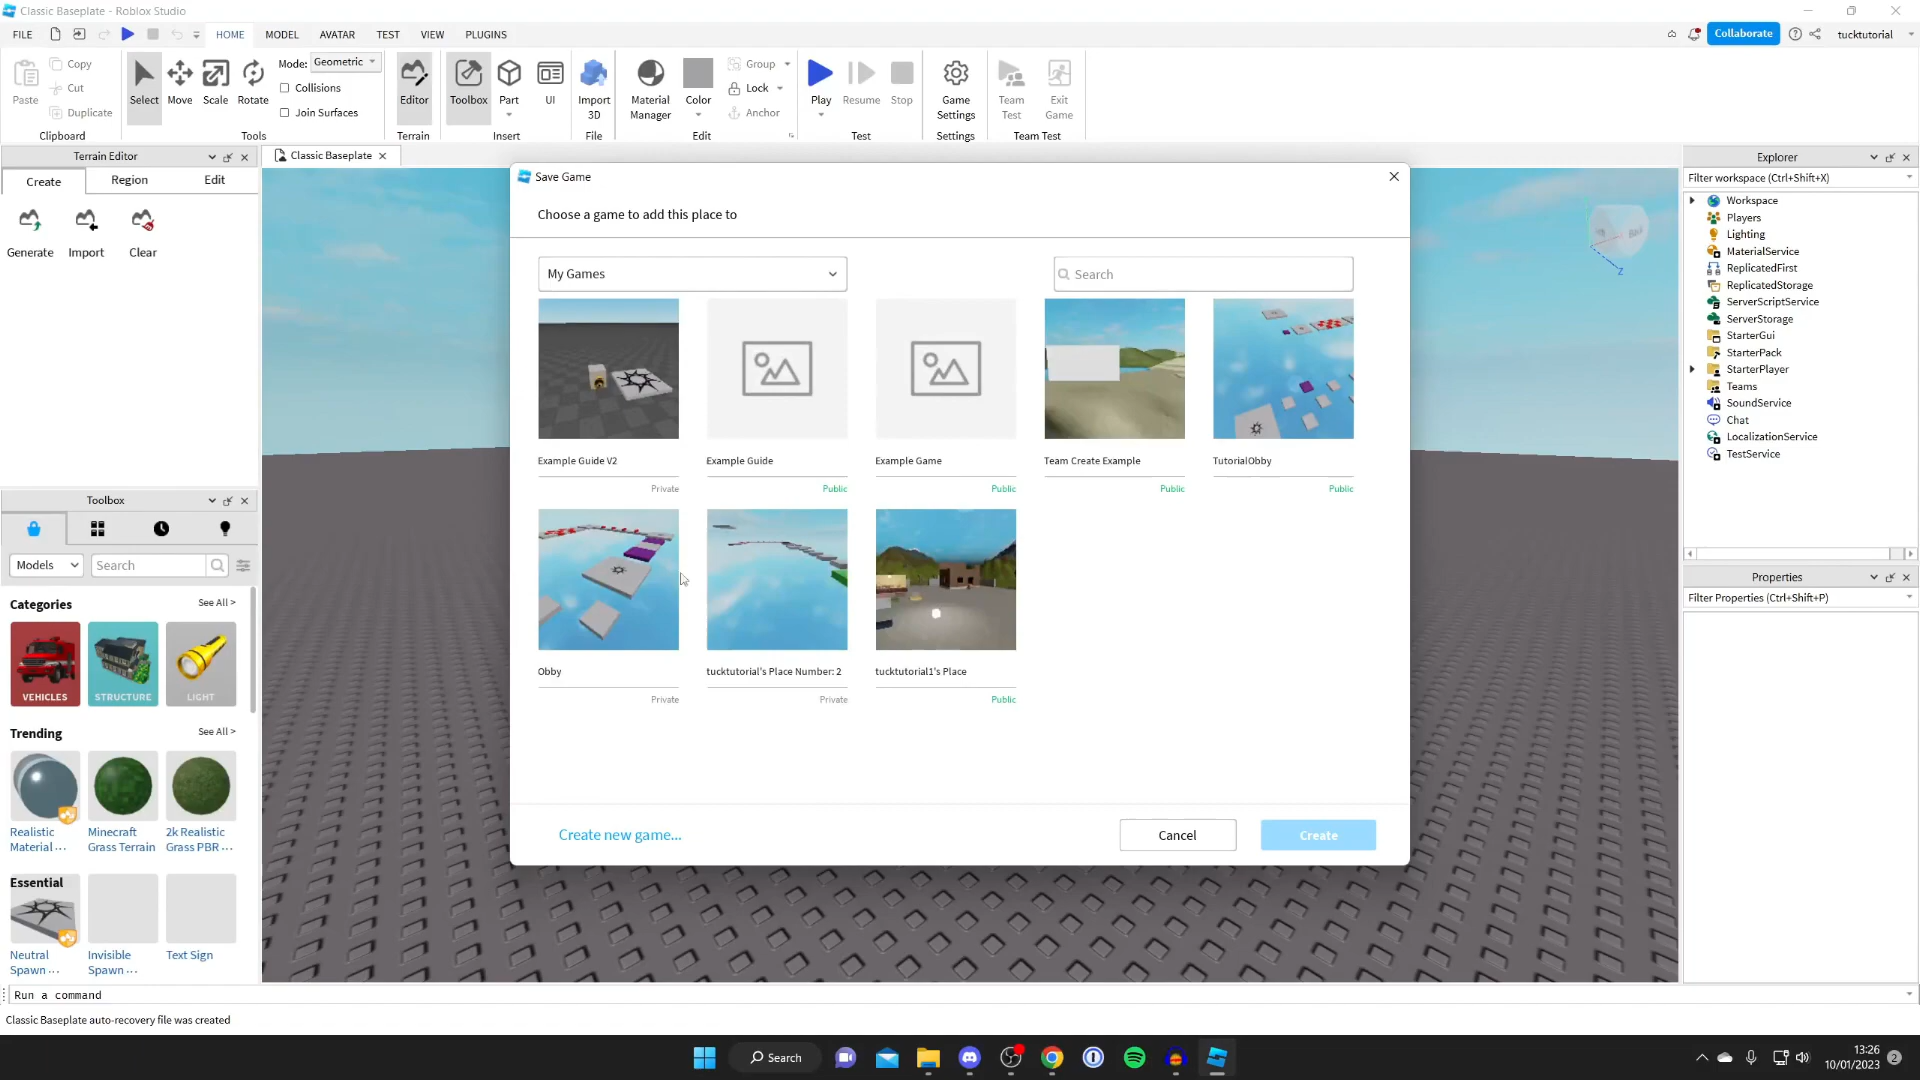 Classic Baseplate - Roblox Studio
FILE HOME MODEL AVATAR TEST VIEW PLUGINS Collaborate tucktutorial
Paste
Copy
Cut
Duplicate
Clipboard
Select Move Scale Rotate
Mode: Geometric
Collisions
Join Surfaces
Tools
Editor
Terrain
Toolbox Part UI
Insert
Import
3D
File
Material
Manager
Color
Group
Lock
Anchor
Edit
Play Resume Stop
Test
Game
Settings
Settings
Team
Test
Exit
Game
Team Test
Terrain Editor
Create Region Edit
Generate Import Clear
Classic Baseplate
Toolbox
Models Search
Categories See All >
VEHICLES STRUCTURE LIGHT
Trending See All >
Realistic
Material ...
Minecraft
Grass Terrain
2k Realistic
Grass PBR ...
Essential
Neutral
Spawn ...
Invisible
Spawn ...
Text Sign
Save Game
Choose a game to add this place to
My Games Search
Example Guide V2 Example Guide Example Game Team Create Example TutorialObby
Private Public Public Public Public
Obby tucktutorial's Place Number: 2 tucktutorial1's Place
Private Private Public
Create new game... Cancel Create
Back
Z
Explorer
Filter workspace (Ctrl+Shift+X)
Workspace
Players
Lighting
MaterialService
ReplicatedFirst
ReplicatedStorage
ServerScriptService
ServerStorage
StarterGui
StarterPack
StarterPlayer
Teams
SoundService
Chat
LocalizationService
TestService
Properties
Filter Properties (Ctrl+Shift+P)
Run a command
Classic Baseplate auto-recovery file was created
Search
13:26
10/01/2023
2